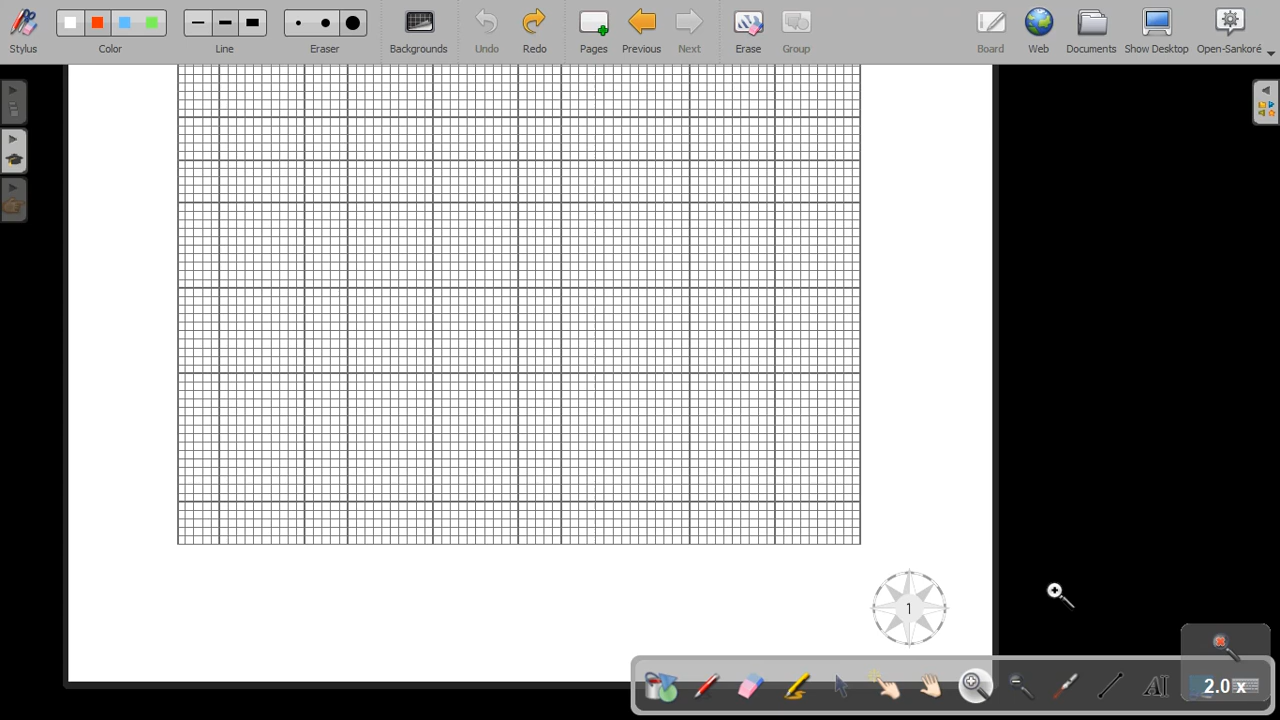 Stylus Color Line Eraser Backgrounds Undo Redo Pages Previous Next Erase Group Board Web Documents Show Desktop Open-Sankoré
1
AI 2.0 x